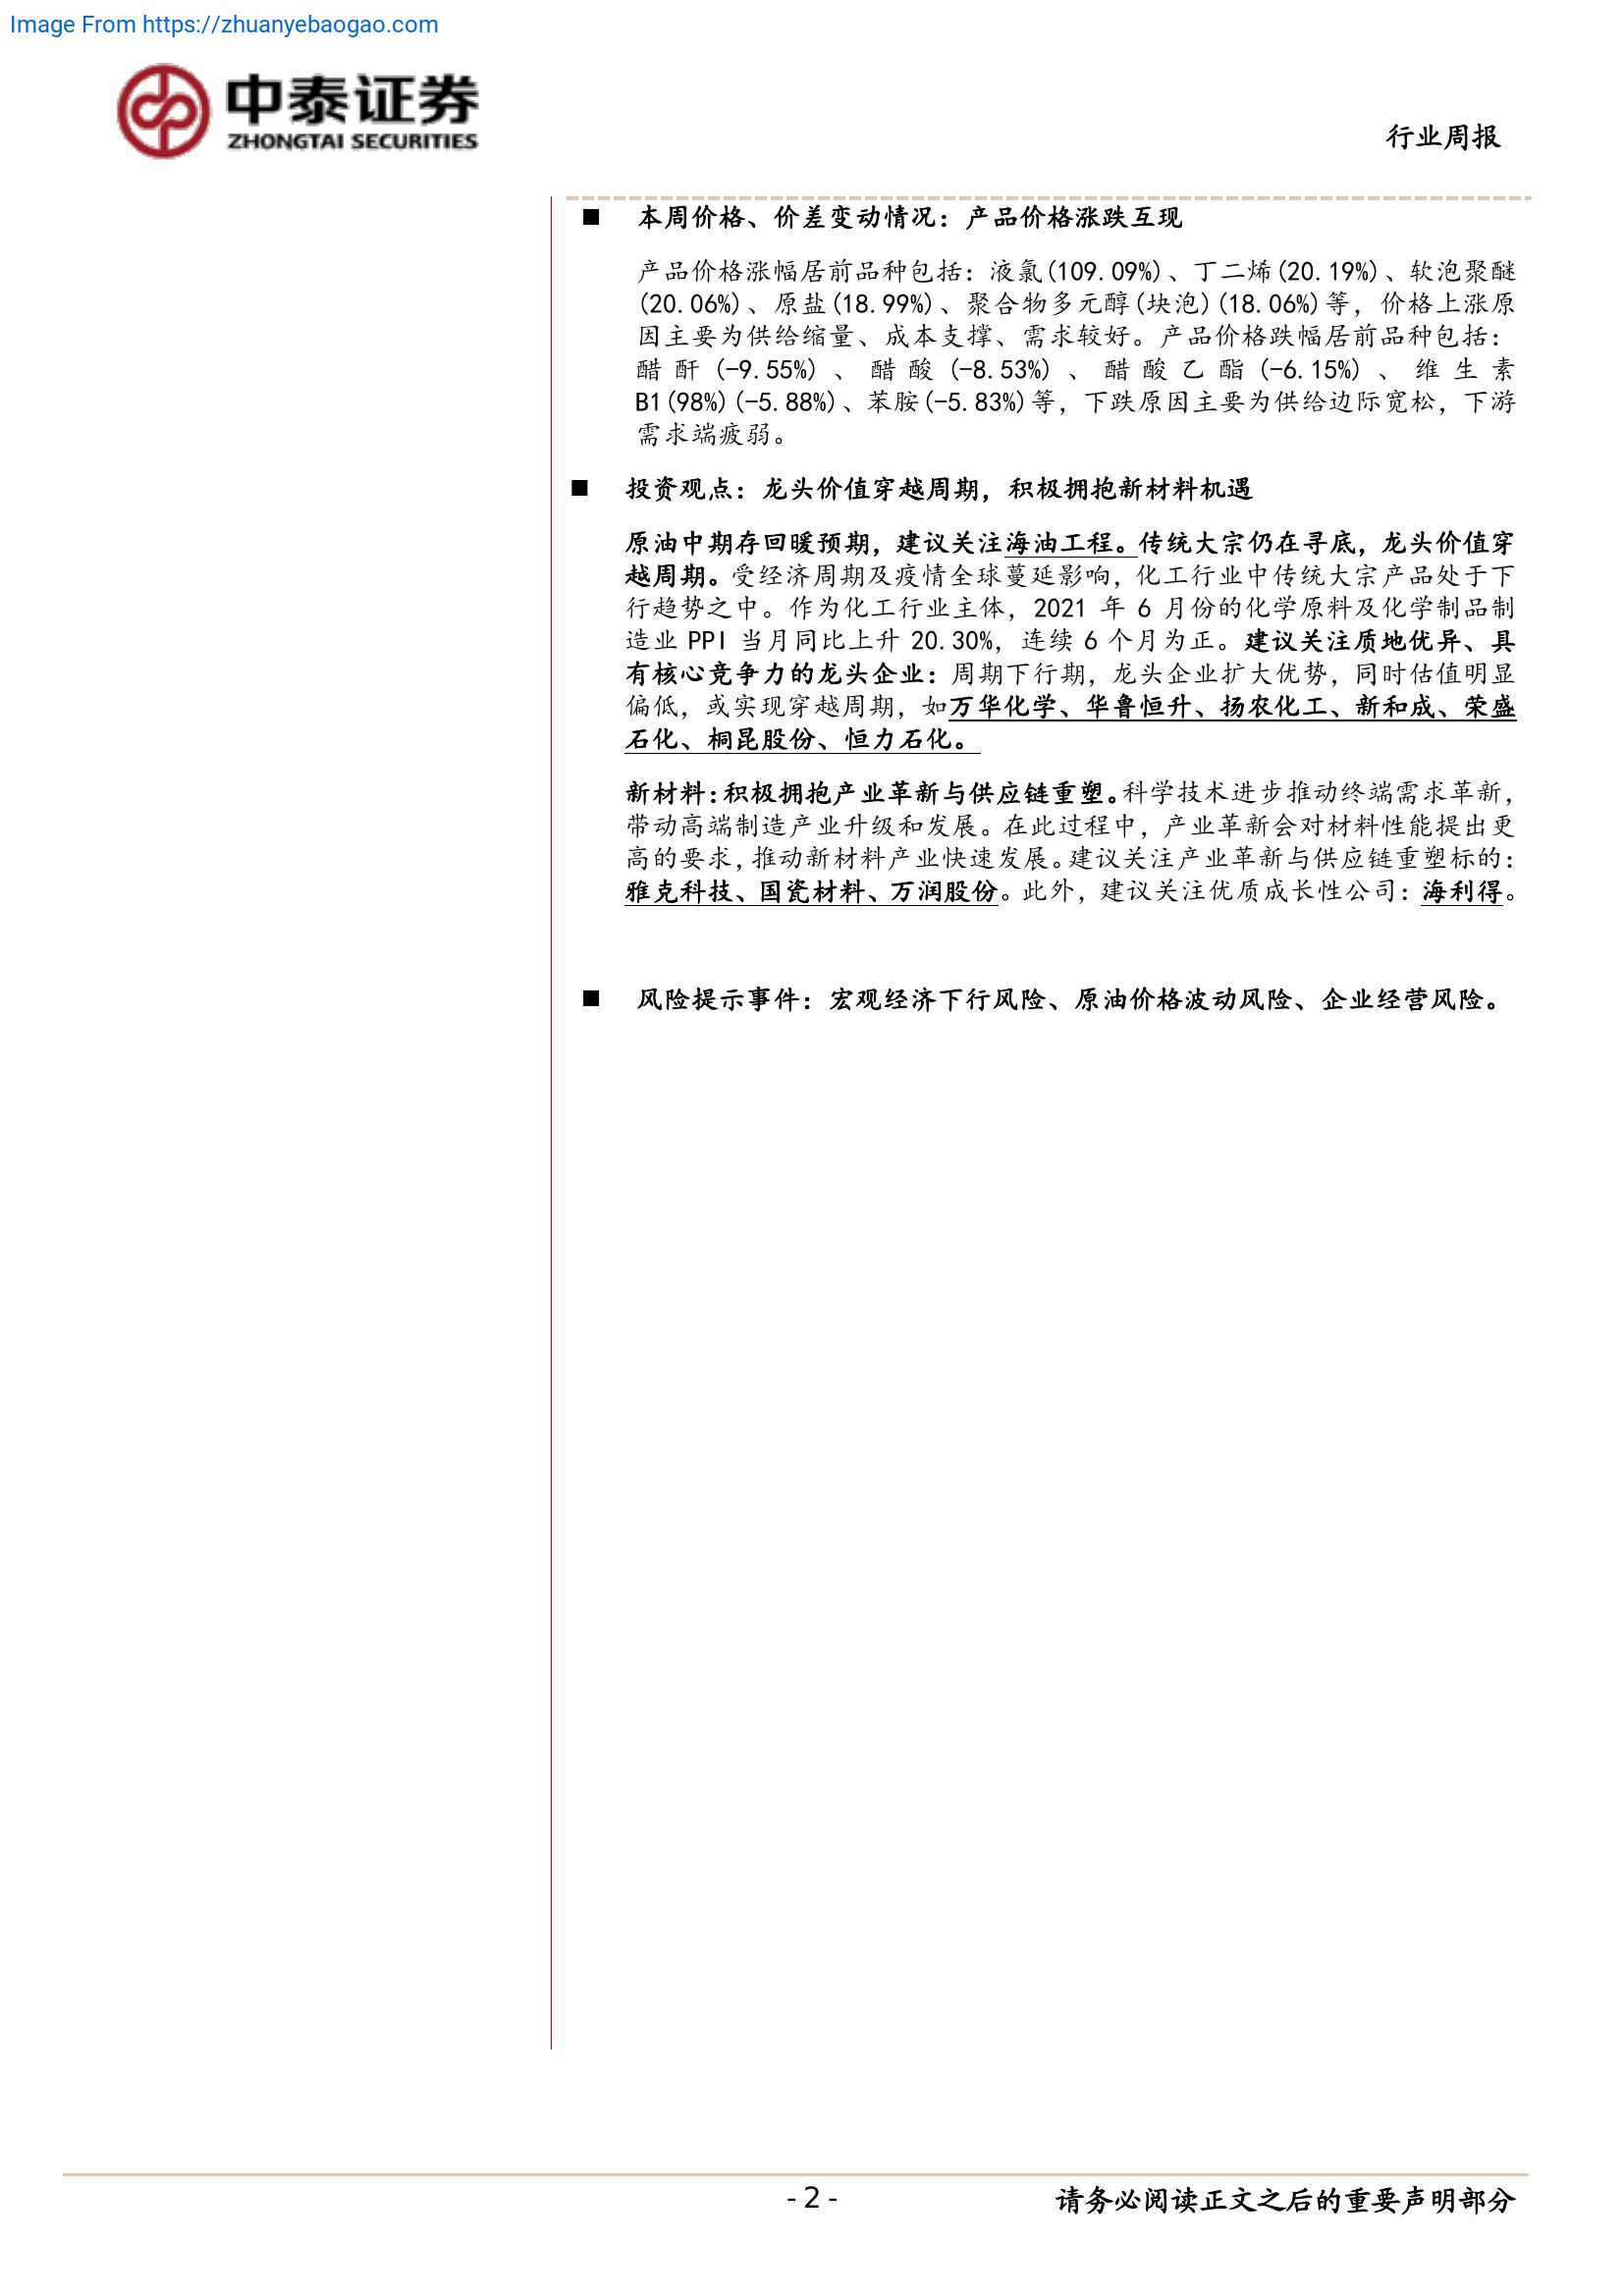 Image From https://zhuanyebaogao.com
中泰证券
ZHONGTAI SECURITIES
行业周报
■ 本周价格、价差变动情况：产品价格涨跌互现
产品价格涨幅居前品种包括：液氯(109.09%)、丁二烯(20.19%)、软泡聚醚
(20.06%)、原盐(18.99%)、聚合物多元醇(块泡)(18.06%)等，价格上涨原
因主要为供给缩量、成本支撑、需求较好。产品价格跌幅居前品种包括：
醋酐(-9.55%)、醋酸(-8.53%)、醋酸乙酯(-6.15%)、维生素
B1(98%)(-5.88%)、苯胺(-5.83%)等，下跌原因主要为供给边际宽松，下游
需求端疲弱。
■ 投资观点：龙头价值穿越周期，积极拥抱新材料机遇
原油中期存回暖预期，建议关注海油工程。传统大宗仍在寻底，龙头价值穿
越周期。受经济周期及疫情全球蔓延影响，化工行业中传统大宗产品处于下
行趋势之中。作为化工行业主体，2021 年 6 月份的化学原料及化学制品制
造业 PPI 当月同比上升 20.30%，连续 6 个月为正。建议关注质地优异、具
有核心竞争力的龙头企业：周期下行期，龙头企业扩大优势，同时估值明显
偏低，或实现穿越周期，如万华化学、华鲁恒升、扬农化工、新和成、荣盛
石化、桐昆股份、恒力石化。
新材料：积极拥抱产业革新与供应链重塑。科学技术进步推动终端需求革新，
带动高端制造产业升级和发展。在此过程中，产业革新会对材料性能提出更
高的要求，推动新材料产业快速发展。建议关注产业革新与供应链重塑标的：
雅克科技、国瓷材料、万润股份。此外，建议关注优质成长性公司：海利得。
■ 风险提示事件：宏观经济下行风险、原油价格波动风险、企业经营风险。
- 2 -
请务必阅读正文之后的重要声明部分